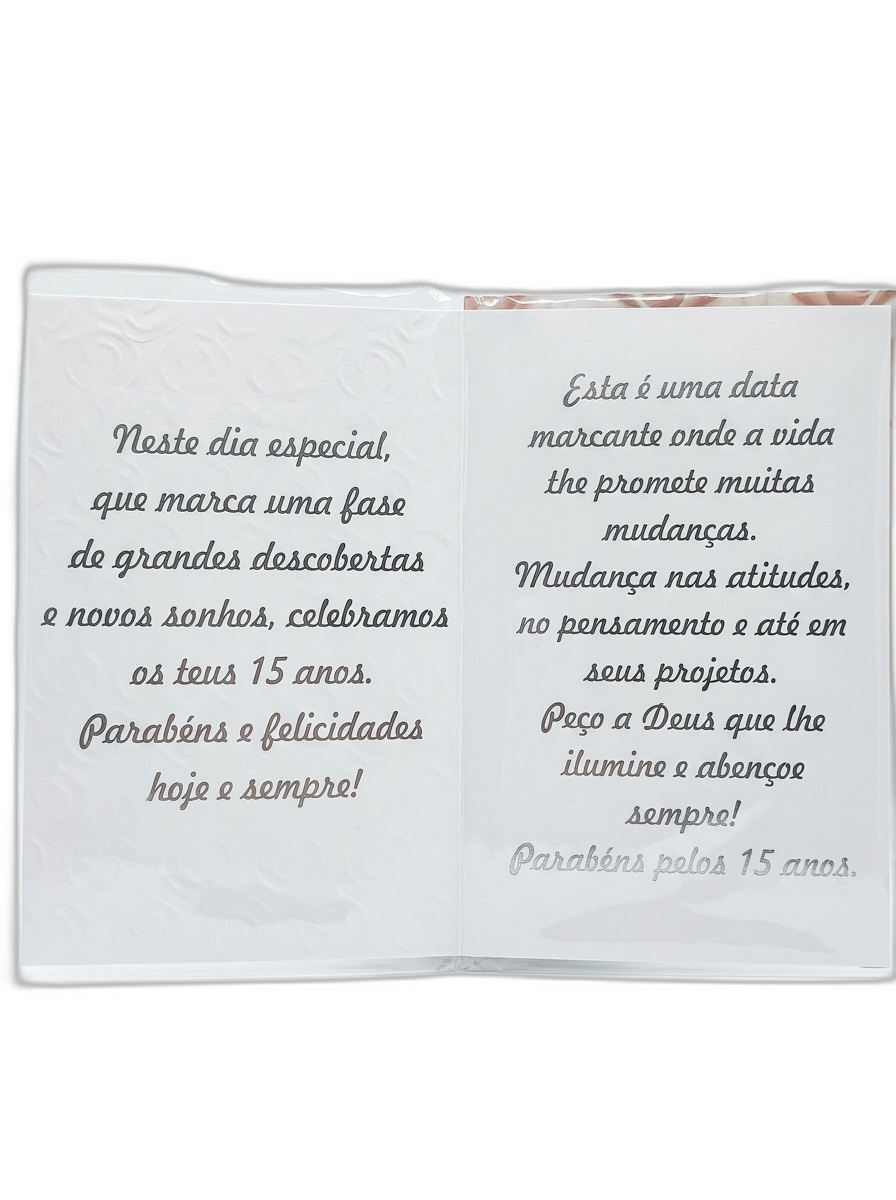 Neste dia especial,
que marca uma fase
de grandes descobertas
e novos sonhos, celebramos
os teus 15 anos.
Parabéns e felicidades
hoje e sempre!
Esta é uma data
marcante onde a vida
the promete muitas
mudanças.
Mudança nas atitudes,
no pensamento e até em
seus projetos.
Peço a Deus que lhe
ilumine e abençoe
sempre!
Parabéns pelos 15 anos.